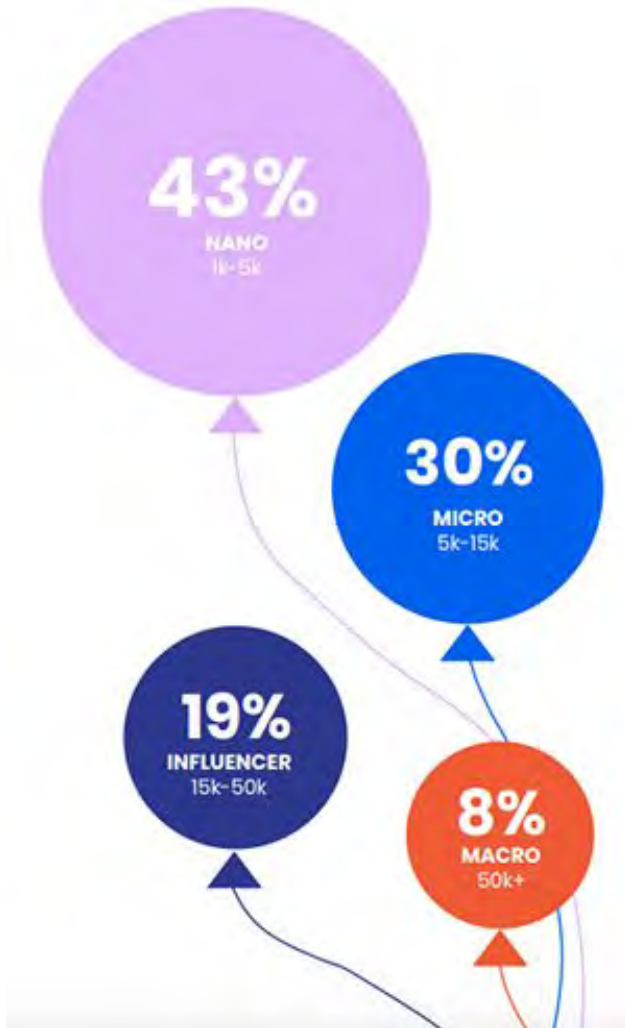 43%
NANO
1k-5k
30%
MICRO
5k-15k
19%
INFLUENCER
15k-50k
8%
MACRO
50k+